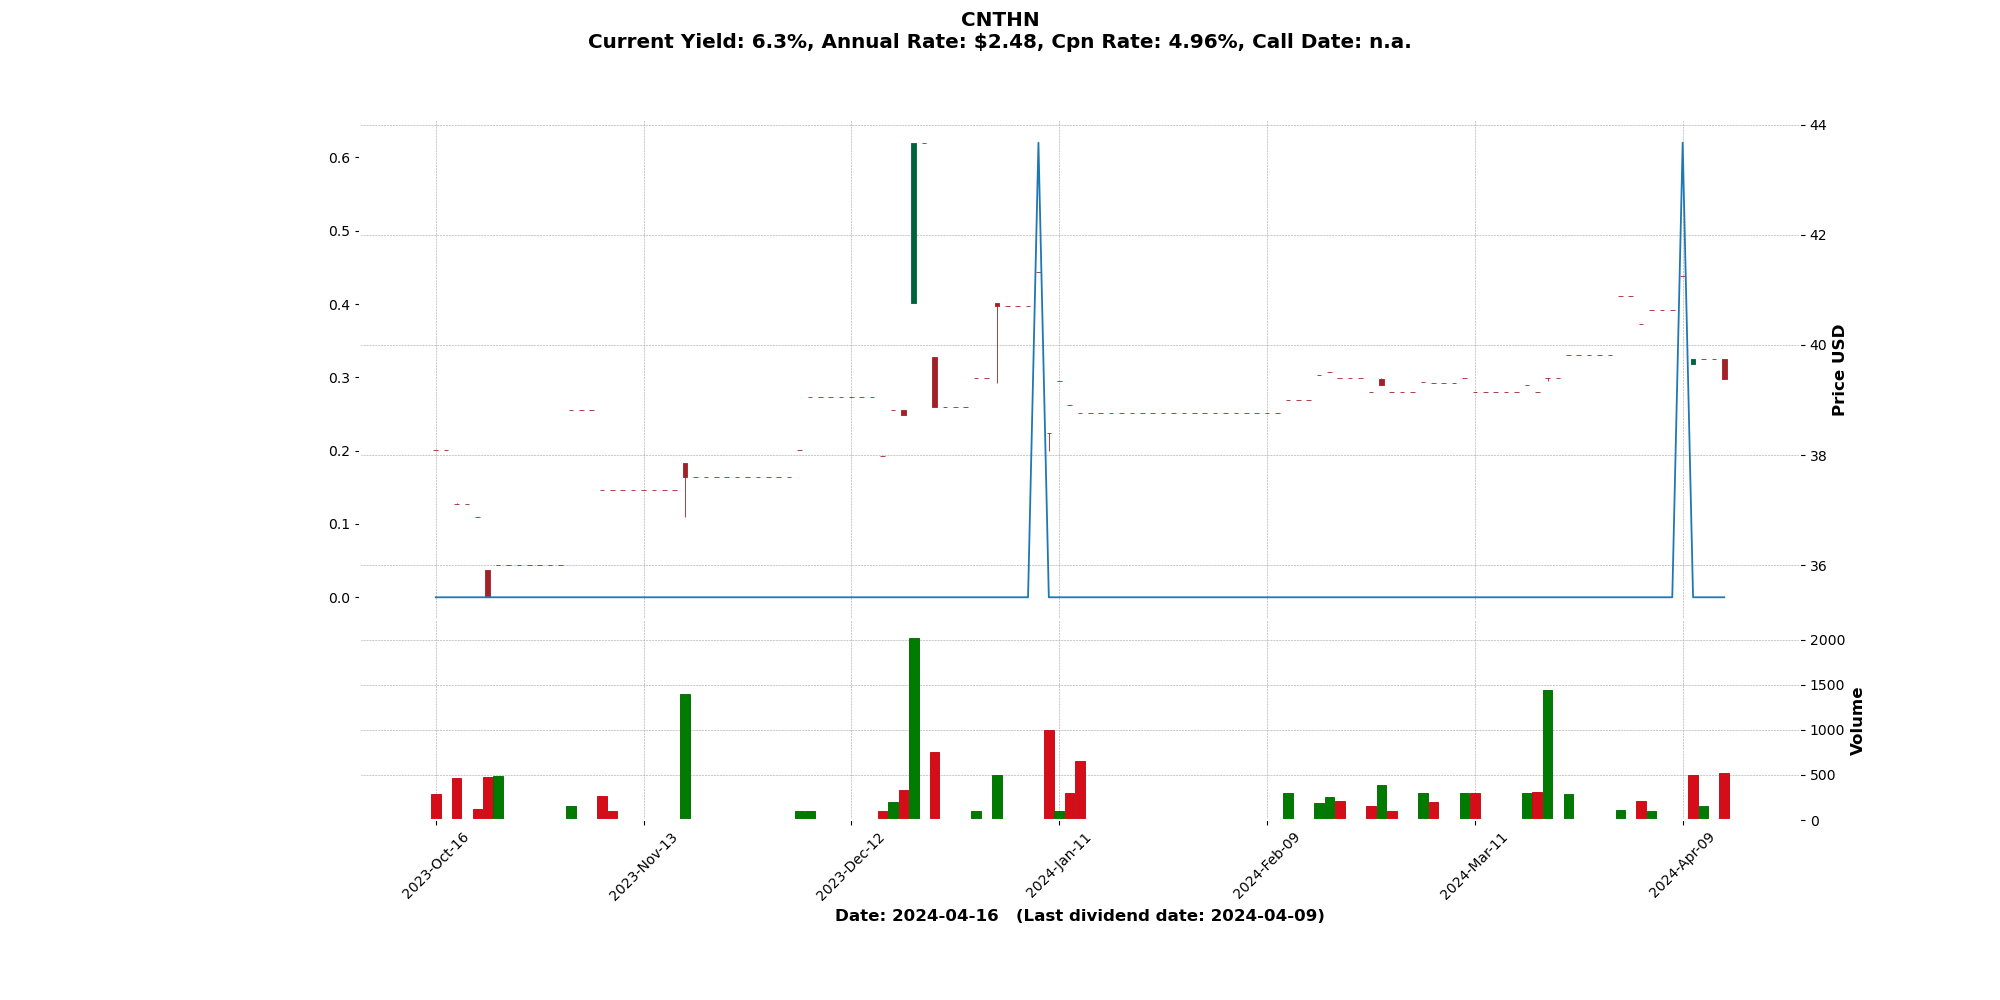 CNTHN
Current Yield: 6.3%, Annual Rate: $2.48, Cpn Rate: 4.96%, Call Date: n.a.
0.6
0.5
0.4
0.3
0.2
0.1
0.0
44
42
40
38
36
Price USD
2000
1500
1000
500
0
Volume
2023-Oct-16
2023-Nov-13
2023-Dec-12
2024-Jan-11
2024-Feb-09
2024-Mar-11
2024-Apr-09
Date: 2024-04-16   (Last dividend date: 2024-04-09)